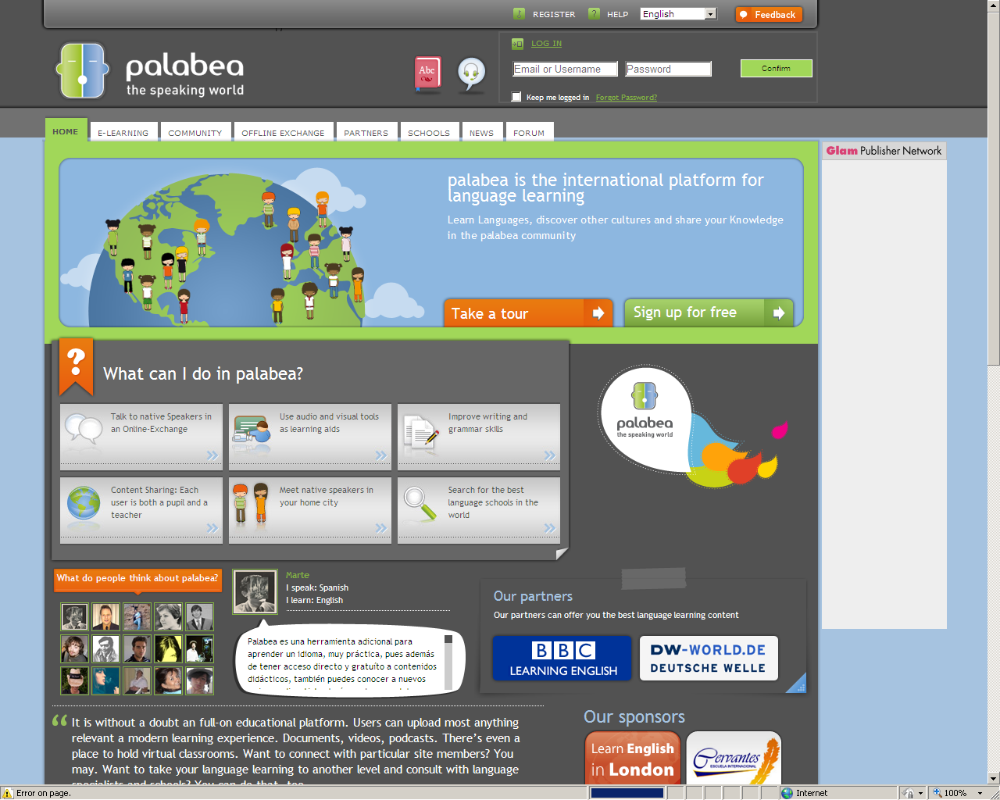 REGISTER
HELP
English
Feedback
palabea
the speaking world
Abc
LOG IN
Email or Username
Password
Confirm
Keep me logged in
Forgot Password?
HOME
E-LEARNING
COMMUNITY
OFFLINE EXCHANGE
PARTNERS
SCHOOLS
NEWS
FORUM
Glam Publisher Network
palabea is the international platform for
language learning
Learn Languages, discover other cultures and share your Knowledge
in the palabea community
Take a tour
Sign up for free
?
What can I do in palabea?
Talk to native Speakers in
an Online-Exchange
Use audio and visual tools
as learning aids
Improve writing and
grammar skills
Content Sharing: Each
user is both a pupil and a
teacher
Meet native speakers in
your home city
Search for the best
language schools in the
world
palabea
the speaking world
What do people think about palabea?
Marte
I speak: Spanish
I learn: English
Palabea es una herramienta adicional para
aprender un idioma, muy práctica, pues además
de tener acceso directo y gratuíto a contenidos
didácticos, también puedes conocer a nuevos
Our partners
Our partners can offer you the best language learning content
BBC
LEARNING ENGLISH
DW-WORLD.DE
DEUTSCHE WELLE
“ It is without a doubt an full-on educational platform. Users can upload most anything
relevant a modern learning experience. Documents, videos, podcasts. There’s even a
place to hold virtual classrooms. Want to connect with particular site members? You
may. Want to take your language learning to another level and consult with language
specialists and schools? You can do that, too.
Our sponsors
Learn English
in London
Cervantes
ESCUELA INTERNACIONAL
Error on page.
Internet
100%